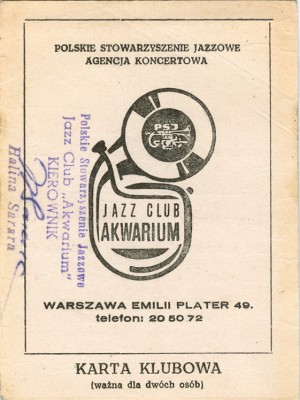 POLSKIE STOWARZYSZENIE JAZZOWE
AGENCJA KONCERTOWA
PSJ
JAZZ CLUB
AKWARIUM
Polskie Stowarzyszenie Jazzowe
Jazz Club „Akwarium”
KIEROWNIK
Halina Sarara
WARSZAWA EMILII PLATER 49.
telefon: 20 50 72
KARTA KLUBOWA
(ważna dla dwóch osób)